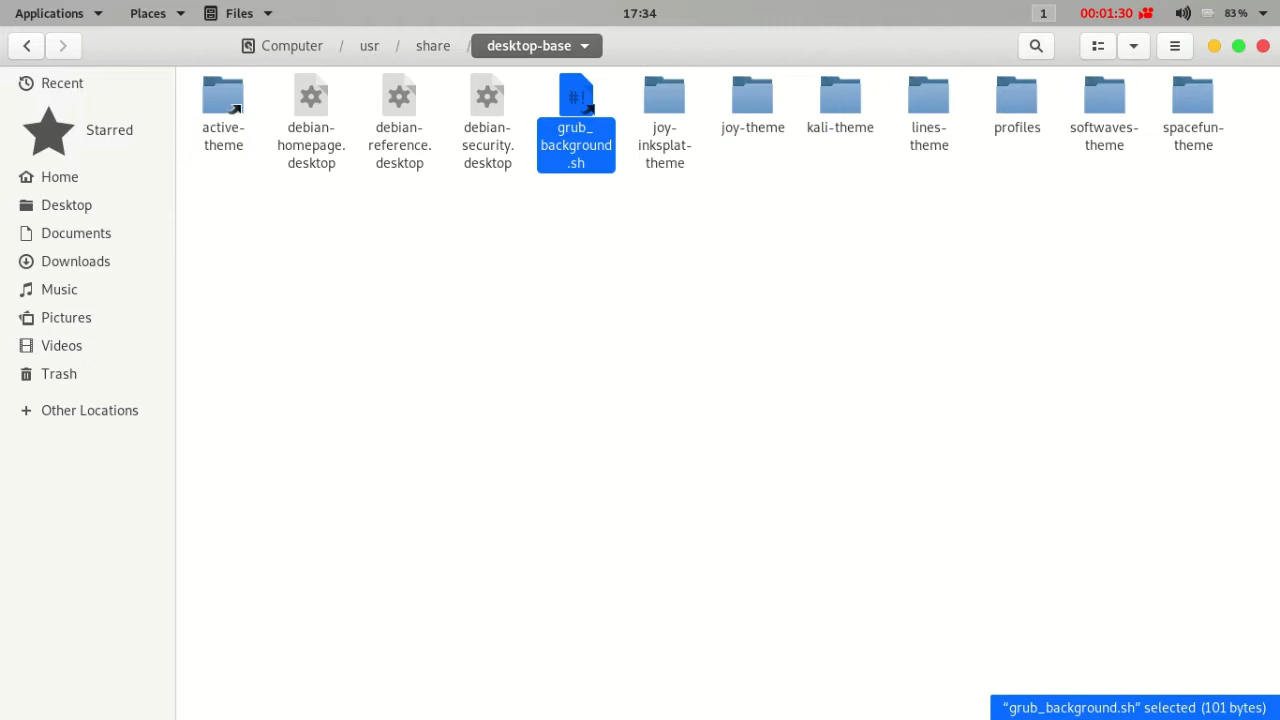 Applications Places Files 17:34 1 00:01:30 83 %
Computer / usr / share / desktop-base
Recent
Starred
Home
Desktop
Documents
Downloads
Music
Pictures
Videos
Trash
+ Other Locations
active-
theme
debian-
homepage.
desktop
debian-
reference.
desktop
debian-
security.
desktop
#!
grub_
background
.sh
joy-
inksplat-
theme
joy-theme
kali-theme
lines-
theme
profiles
softwaves-
theme
spacefun-
theme
“grub_background.sh” selected (101 bytes)